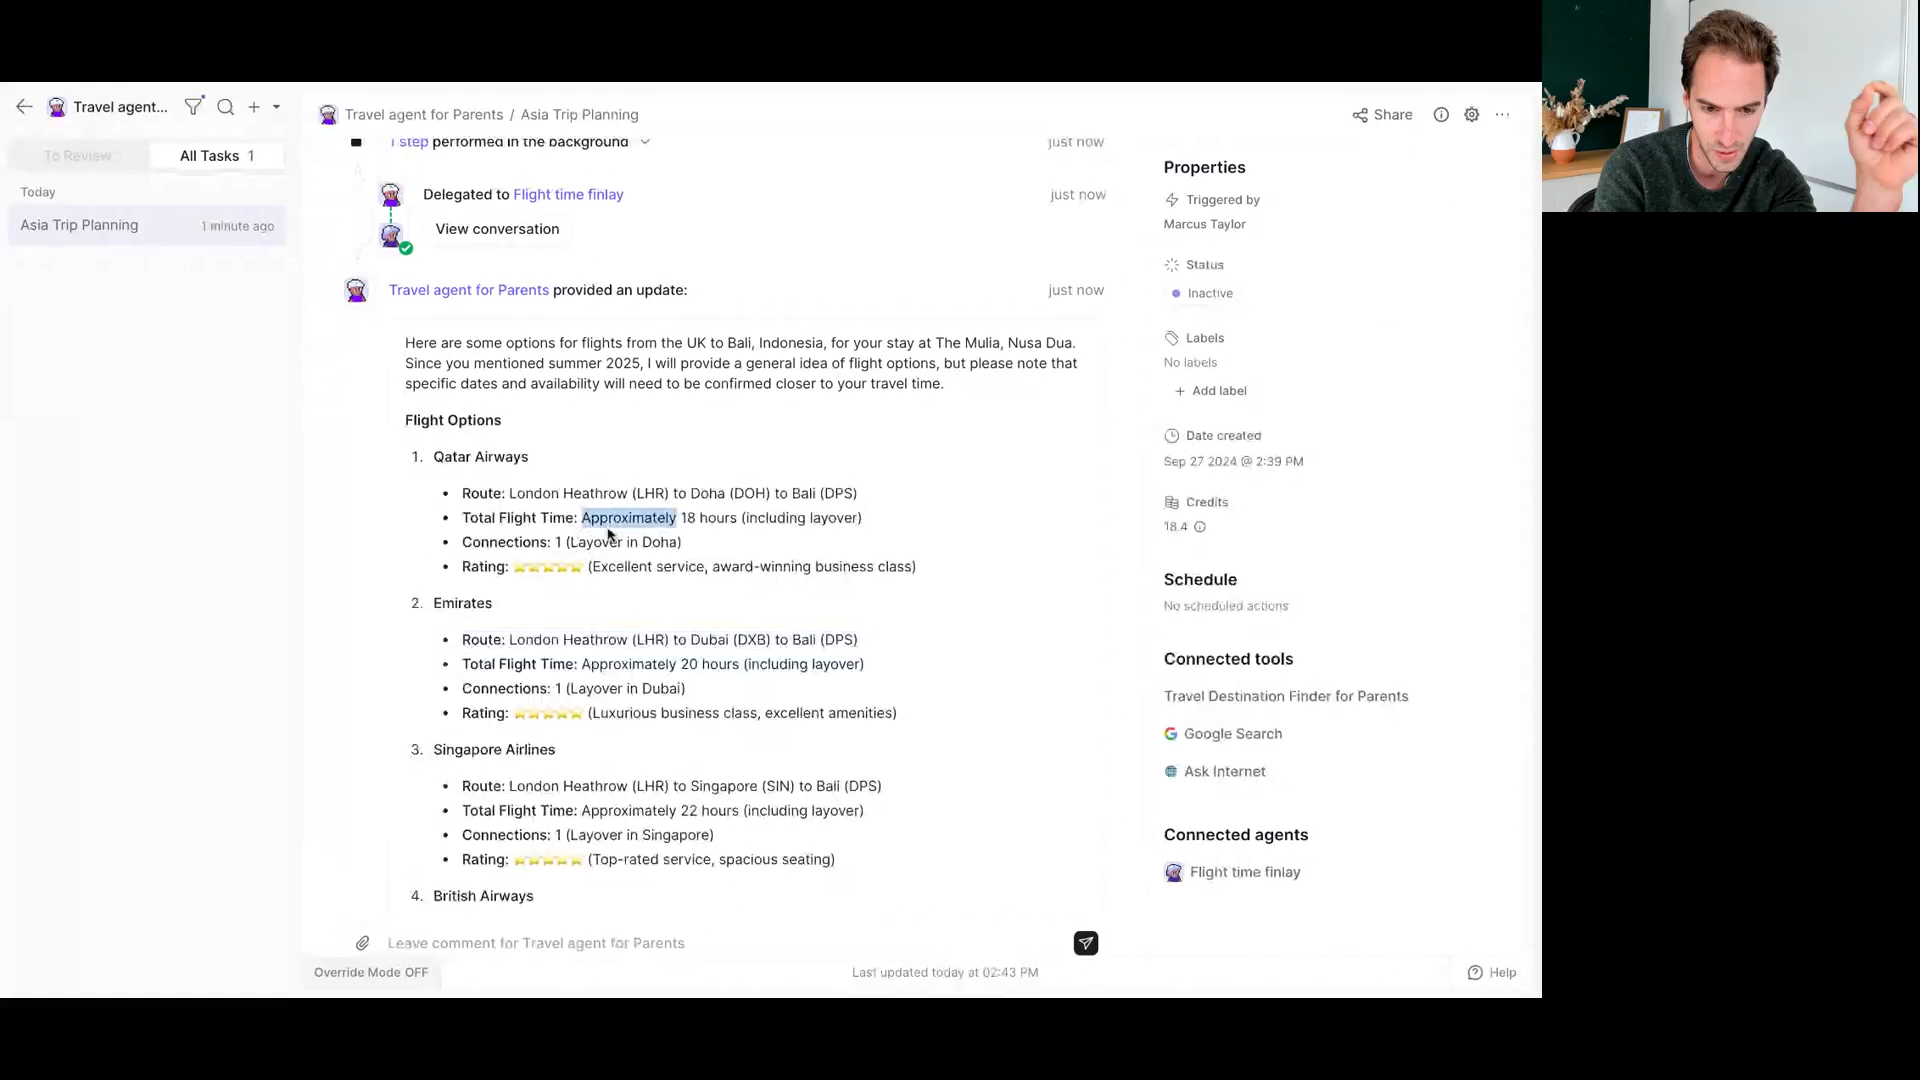 Travel agent...
To Review
All Tasks 1
Today
Asia Trip Planning 1 minute ago
Travel agent for Parents / Asia Trip Planning
Share
1 step performed in the background just now
Delegated to Flight time finlay just now
View conversation
Travel agent for Parents provided an update: just now
Here are some options for flights from the UK to Bali, Indonesia, for your stay at The Mulia, Nusa Dua.
Since you mentioned summer 2025, I will provide a general idea of flight options, but please note that
specific dates and availability will need to be confirmed closer to your travel time.
Flight Options
1. Qatar Airways
• Route: London Heathrow (LHR) to Doha (DOH) to Bali (DPS)
• Total Flight Time: Approximately 18 hours (including layover)
• Connections: 1 (Layover in Doha)
• Rating: ⭐⭐⭐⭐⭐ (Excellent service, award-winning business class)
2. Emirates
• Route: London Heathrow (LHR) to Dubai (DXB) to Bali (DPS)
• Total Flight Time: Approximately 20 hours (including layover)
• Connections: 1 (Layover in Dubai)
• Rating: ⭐⭐⭐⭐⭐ (Luxurious business class, excellent amenities)
3. Singapore Airlines
• Route: London Heathrow (LHR) to Singapore (SIN) to Bali (DPS)
• Total Flight Time: Approximately 22 hours (including layover)
• Connections: 1 (Layover in Singapore)
• Rating: ⭐⭐⭐⭐⭐ (Top-rated service, spacious seating)
4. British Airways
Leave comment for Travel agent for Parents
Override Mode OFF
Last updated today at 02:43 PM
Properties
Triggered by
Marcus Taylor
Status
Inactive
Labels
No labels
+ Add label
Date created
Sep 27 2024 @ 2:39 PM
Credits
18.4
Schedule
No scheduled actions
Connected tools
Travel Destination Finder for Parents
Google Search
Ask Internet
Connected agents
Flight time finlay
Help